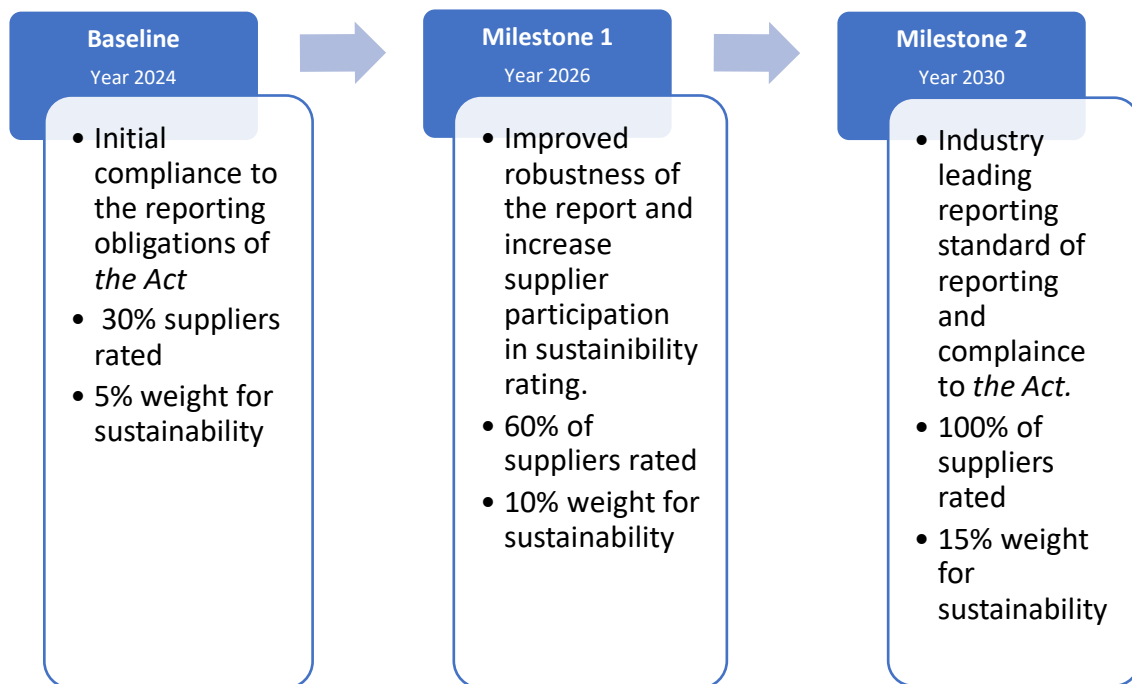 Baseline
Year 2024
• Initial
compliance to
the reporting
obligations of
the Act
• 30% suppliers
rated
• 5% weight for
sustainability
Milestone 1
Year 2026
• Improved
robustness of
the report and
increase
supplier
participation
in sustainibility
rating.
• 60% of
suppliers rated
• 10% weight for
sustainability
Milestone 2
Year 2030
• Industry
leading
reporting
standard of
reporting
and
complaince
to the Act.
• 100% of
suppliers
rated
• 15% weight
for
sustainability